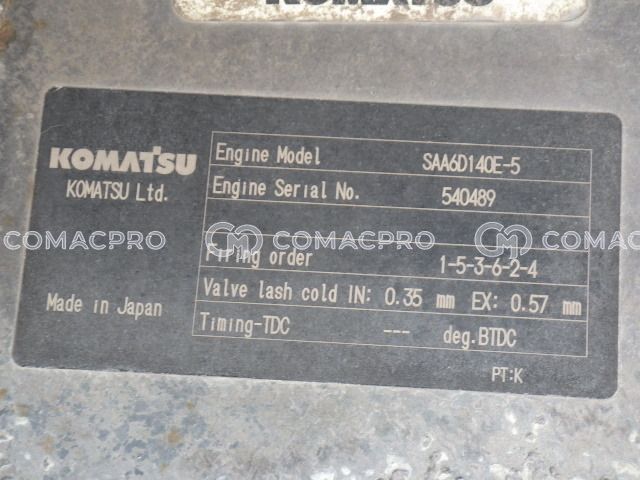 KOMATSU
KOMATSU
KOMATSU Ltd.
Made in Japan
Engine Model SAA6D140E-5
Engine Serial No. 540489
COMACPRO COMACPRO COMACPRO
Firing order 1-5-3-6-2-4
Valve lash cold IN: 0.35 mm EX: 0.57 mm
Timing-TDC --- deg.BTDC
PT:K